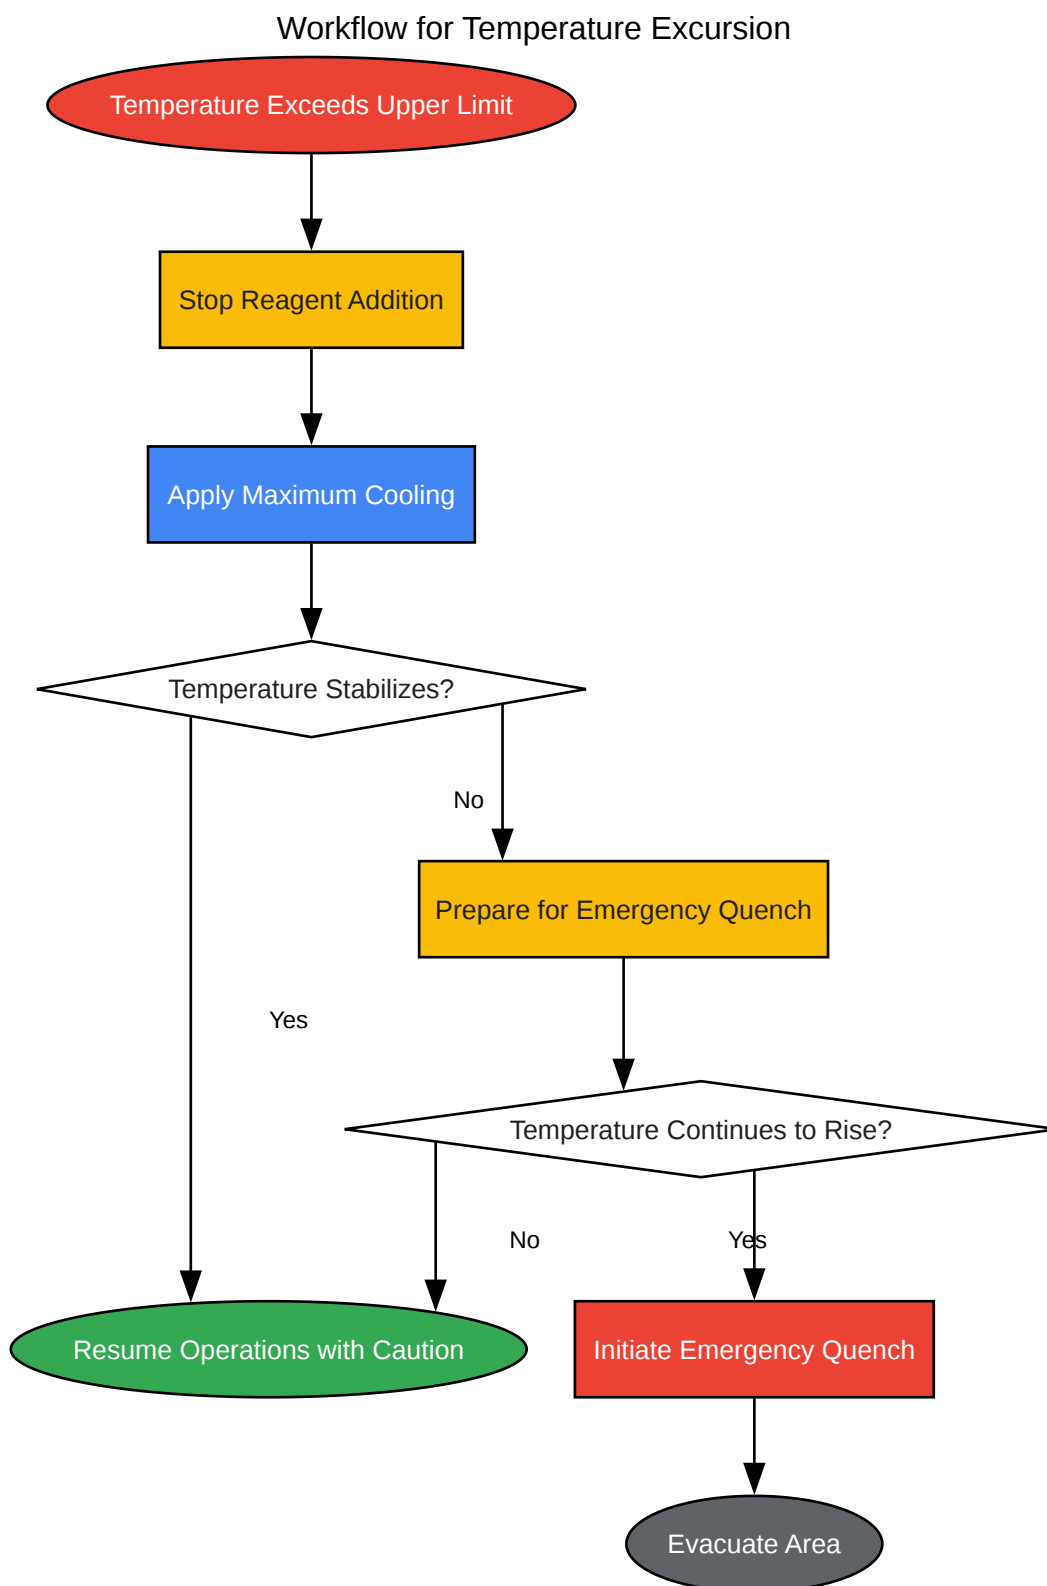 Workflow for Temperature Excursion
Temperature Exceeds Upper Limit
Stop Reagent Addition
Apply Maximum Cooling
Temperature Stabilizes?
No
Prepare for Emergency Quench
Yes
Temperature Continues to Rise?
No
Yes
Resume Operations with Caution
Initiate Emergency Quench
Evacuate Area